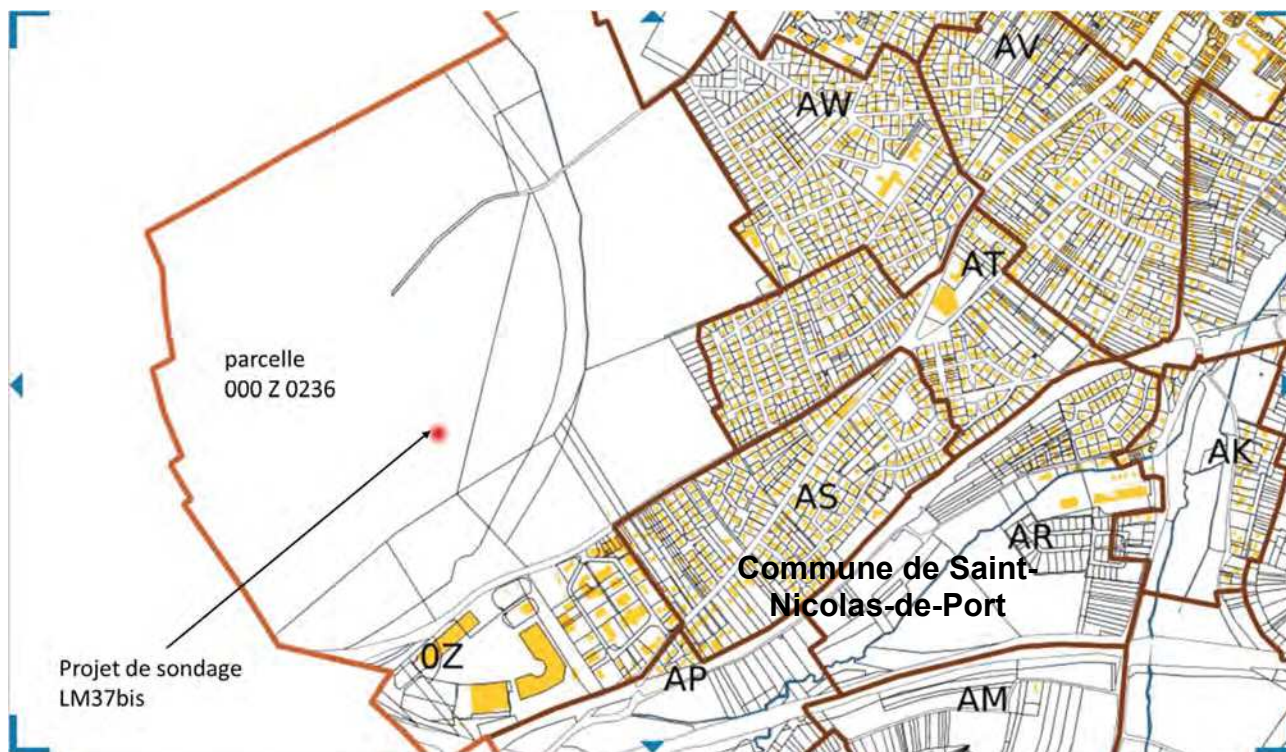 AV
AW
AT
parcelle
000 Z 0236
AK
AS
AR
Commune de Saint-
Nicolas-de-Port
0Z
Projet de sondage
LM37bis
AP
AM